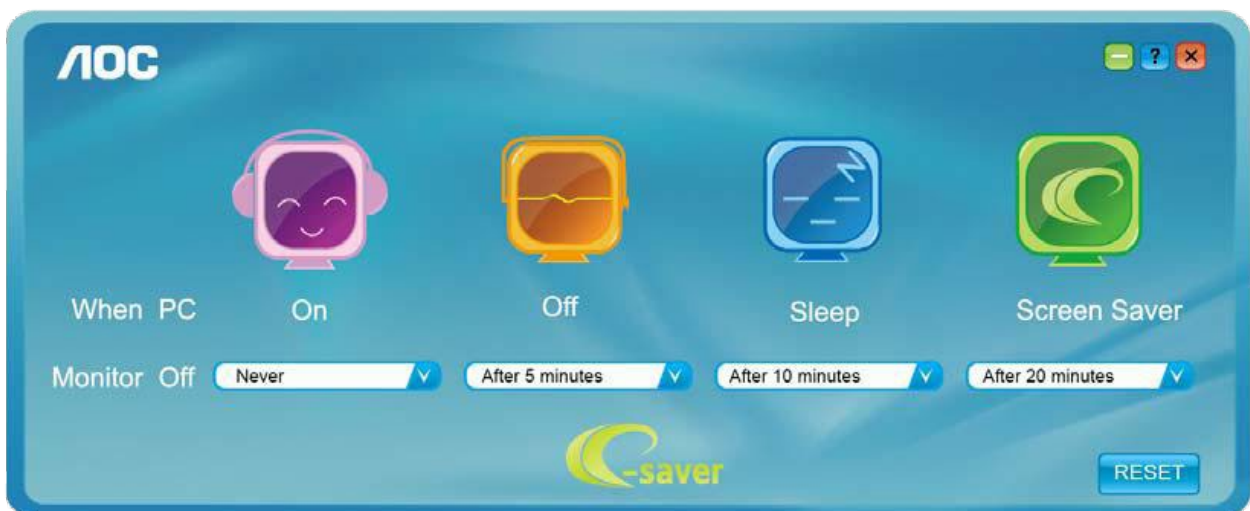 AOC
?
When PC On Off Sleep Screen Saver
Monitor Off Never After 5 minutes After 10 minutes After 20 minutes
e-saver
RESET